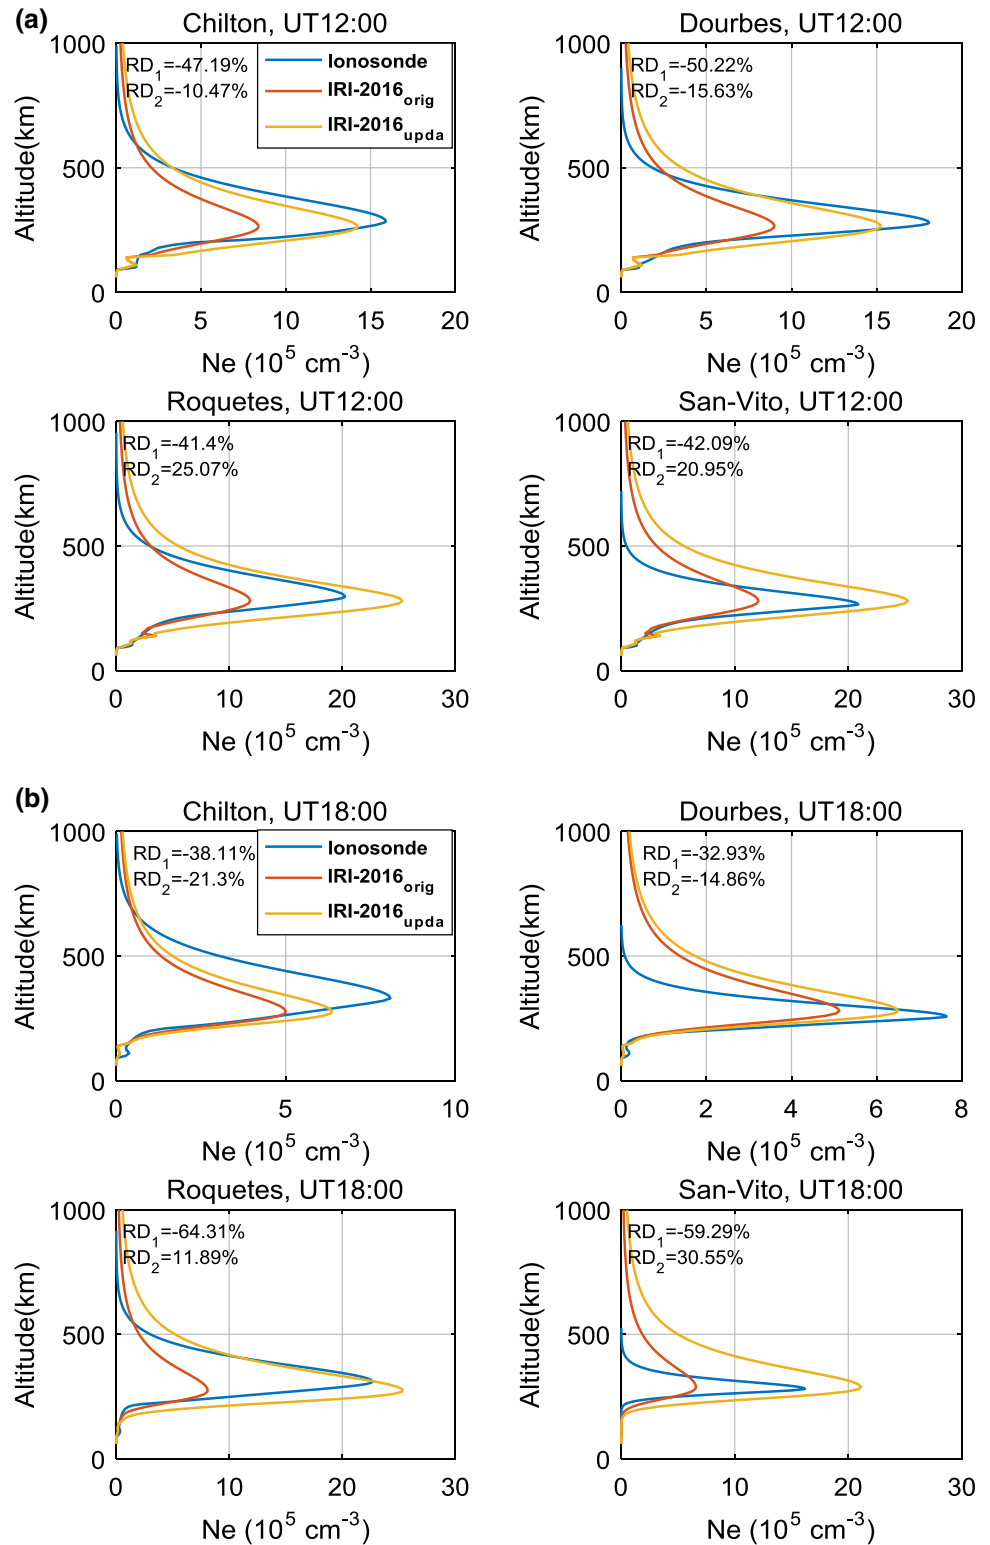 (a)
Chilton, UT12:00
1000
500
0
Altitude(km)
RD1=-47.19%
RD2=-10.47%
Ionosonde
IRI-2016orig
IRI-2016upda
0 5 10 15 20
Ne (10^5 cm^-3)
Dourbes, UT12:00
1000
500
0
Altitude(km)
RD1=-50.22%
RD2=-15.63%
0 5 10 15 20
Ne (10^5 cm^-3)
Roquetes, UT12:00
1000
500
0
Altitude(km)
RD1=-41.4%
RD2=25.07%
0 10 20 30
Ne (10^5 cm^-3)
San-Vito, UT12:00
1000
500
0
Altitude(km)
RD1=-42.09%
RD2=20.95%
0 10 20 30
Ne (10^5 cm^-3)
(b)
Chilton, UT18:00
1000
500
0
Altitude(km)
RD1=-38.11%
RD2=-21.3%
Ionosonde
IRI-2016orig
IRI-2016upda
0 5 10
Ne (10^5 cm^-3)
Dourbes, UT18:00
1000
500
0
Altitude(km)
RD1=-32.93%
RD2=-14.86%
0 2 4 6 8
Ne (10^5 cm^-3)
Roquetes, UT18:00
1000
500
0
Altitude(km)
RD1=-64.31%
RD2=11.89%
0 10 20 30
Ne (10^5 cm^-3)
San-Vito, UT18:00
1000
500
0
Altitude(km)
RD1=-59.29%
RD2=30.55%
0 10 20 30
Ne (10^5 cm^-3)